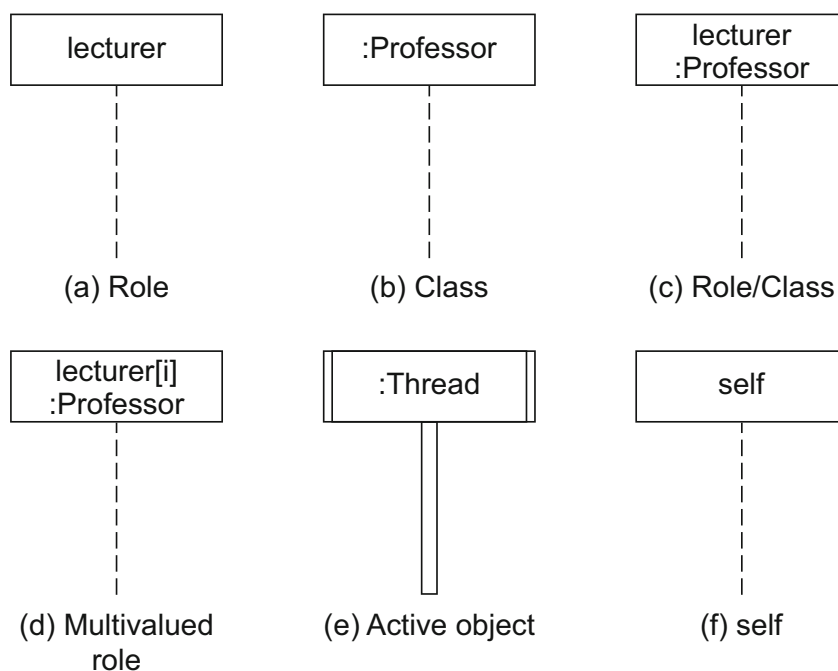 lecturer
:Professor
lecturer
:Professor
(a) Role
(b) Class
(c) Role/Class
lecturer[i]
:Professor
:Thread
self
(d) Multivalued
role
(e) Active object
(f) self